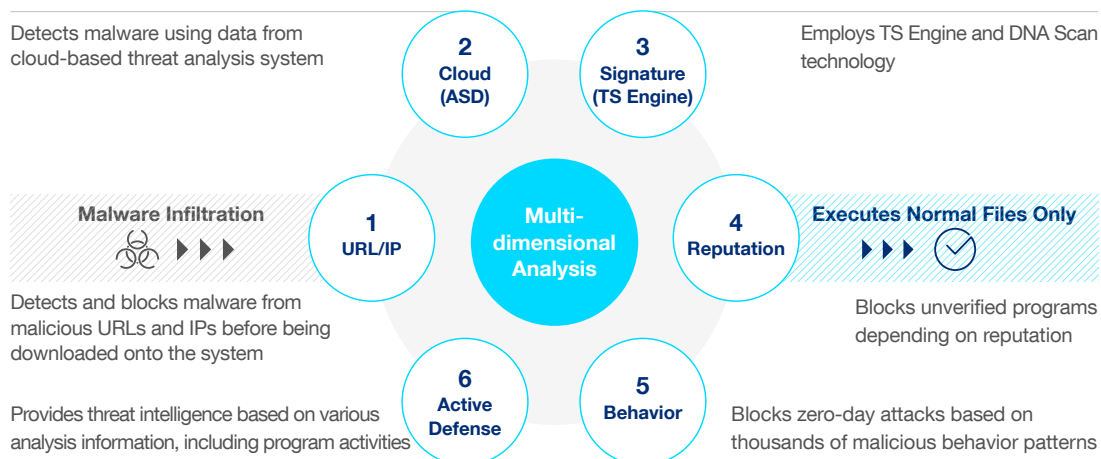 Detects malware using data from
cloud-based threat analysis system
2
Cloud
(ASD)
3
Signature
(TS Engine)
Employs TS Engine and DNA Scan
technology
Malware Infiltration
1
URL/IP
Multi-
dimensional
Analysis
4
Reputation
Executes Normal Files Only
Detects and blocks malware from
malicious URLs and IPs before being
downloaded onto the system
Blocks unverified programs
depending on reputation
6
Active
Defense
5
Behavior
Provides threat intelligence based on various
analysis information, including program activities
Blocks zero-day attacks based on
thousands of malicious behavior patterns